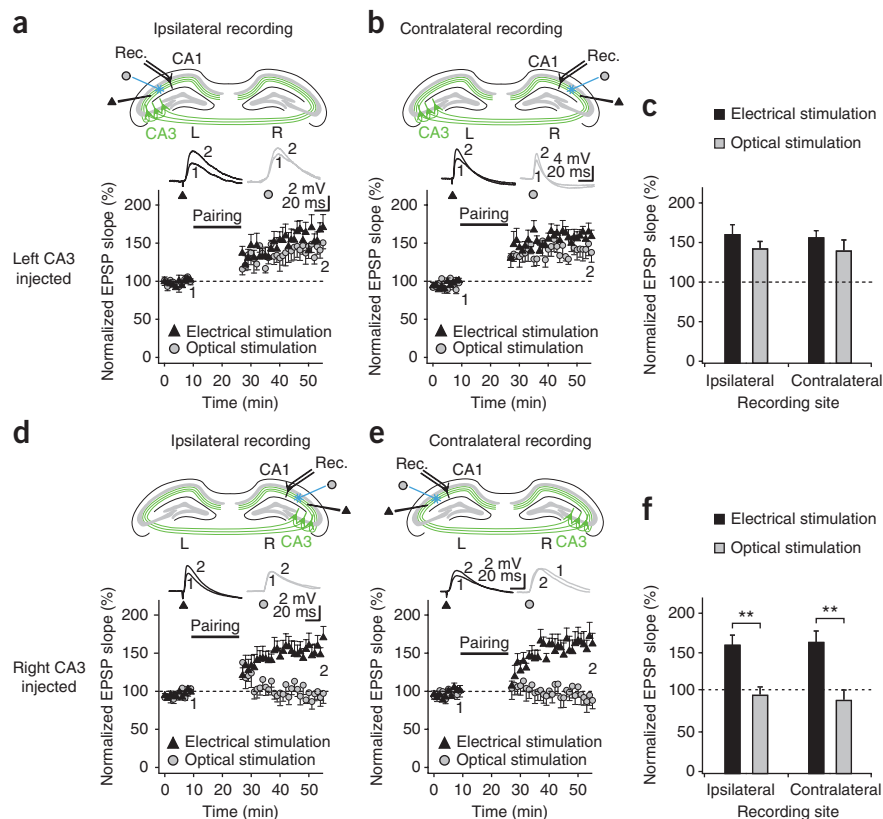 a
Ipsilateral recording
Rec.
CA1
CA3
L
R
2
1
2
1
2 mV
20 ms
Pairing
Normalized EPSP slope (%)
200
150
100
50
0
1
2
Electrical stimulation
Optical stimulation
0 10 20 30 40 50
Time (min)
Left CA3
injected
b
Contralateral recording
Rec.
CA1
CA3
L
R
2
1
2
1
4 mV
20 ms
Pairing
Normalized EPSP slope (%)
200
150
100
50
0
1
2
Electrical stimulation
Optical stimulation
0 10 20 30 40 50
Time (min)
c
Electrical stimulation
Optical stimulation
Normalized EPSP slope (%)
200
150
100
50
0
Ipsilateral Contralateral
Recording site
d
Ipsilateral recording
CA1
Rec.
L
R
CA3
2
1
2
1
2 mV
20 ms
Pairing
Normalized EPSP slope (%)
200
150
100
50
0
1
2
Electrical stimulation
Optical stimulation
0 10 20 30 40 50
Time (min)
Right CA3
injected
e
Contralateral recording
Rec.
CA1
L
R
CA3
2
1
2 mV
20 ms
1
2
Pairing
Normalized EPSP slope (%)
200
150
100
50
0
1
2
Electrical stimulation
Optical stimulation
0 10 20 30 40 50
Time (min)
f
Electrical stimulation
Optical stimulation
Normalized EPSP slope (%)
200
150
100
50
0
** **
Ipsilateral Contralateral
Recording site